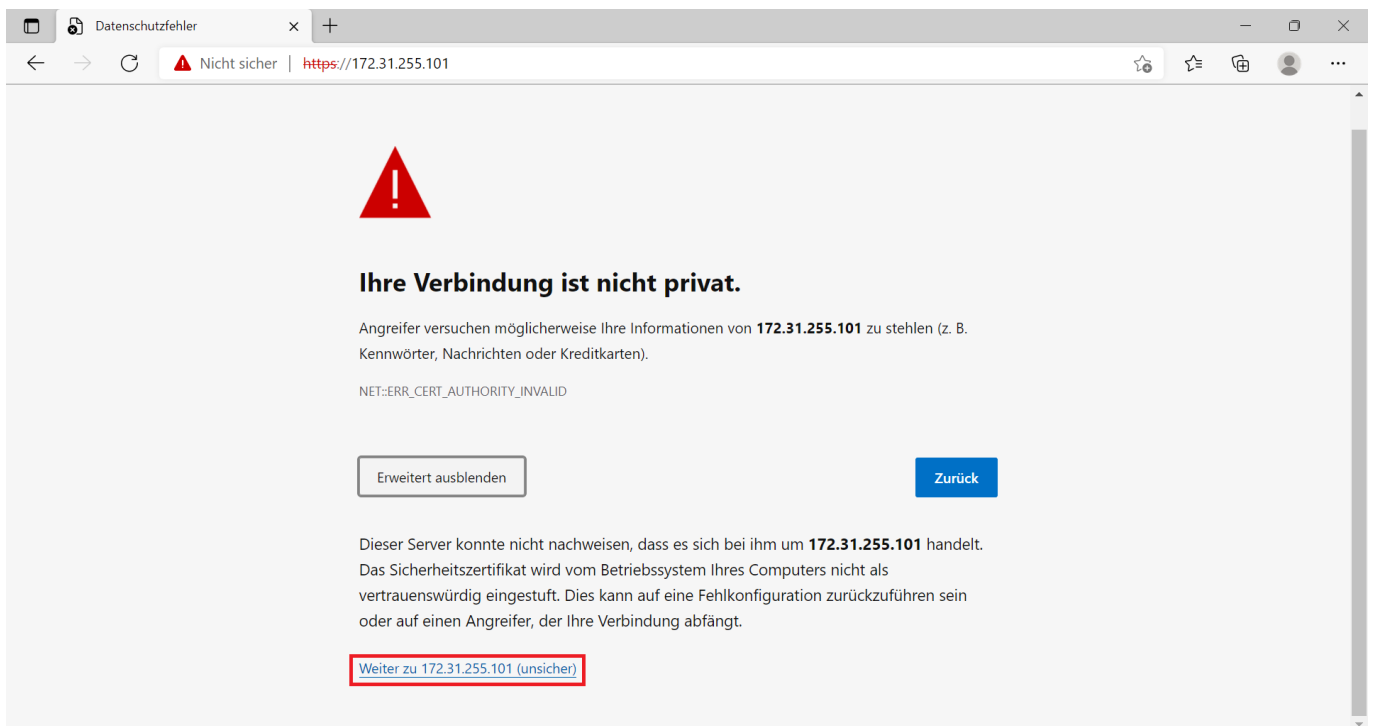 Datenschutzfehler
Nicht sicher | https://172.31.255.101
Ihre Verbindung ist nicht privat.
Angreifer versuchen möglicherweise Ihre Informationen von 172.31.255.101 zu stehlen (z. B.
Kennwörter, Nachrichten oder Kreditkarten).
NET::ERR_CERT_AUTHORITY_INVALID
Erweitert ausblenden
Zurück
Dieser Server konnte nicht nachweisen, dass es sich bei ihm um 172.31.255.101 handelt.
Das Sicherheitszertifikat wird vom Betriebssystem Ihres Computers nicht als
vertrauenswürdig eingestuft. Dies kann auf eine Fehlkonfiguration zurückzuführen sein
oder auf einen Angreifer, der Ihre Verbindung abfängt.
Weiter zu 172.31.255.101 (unsicher)